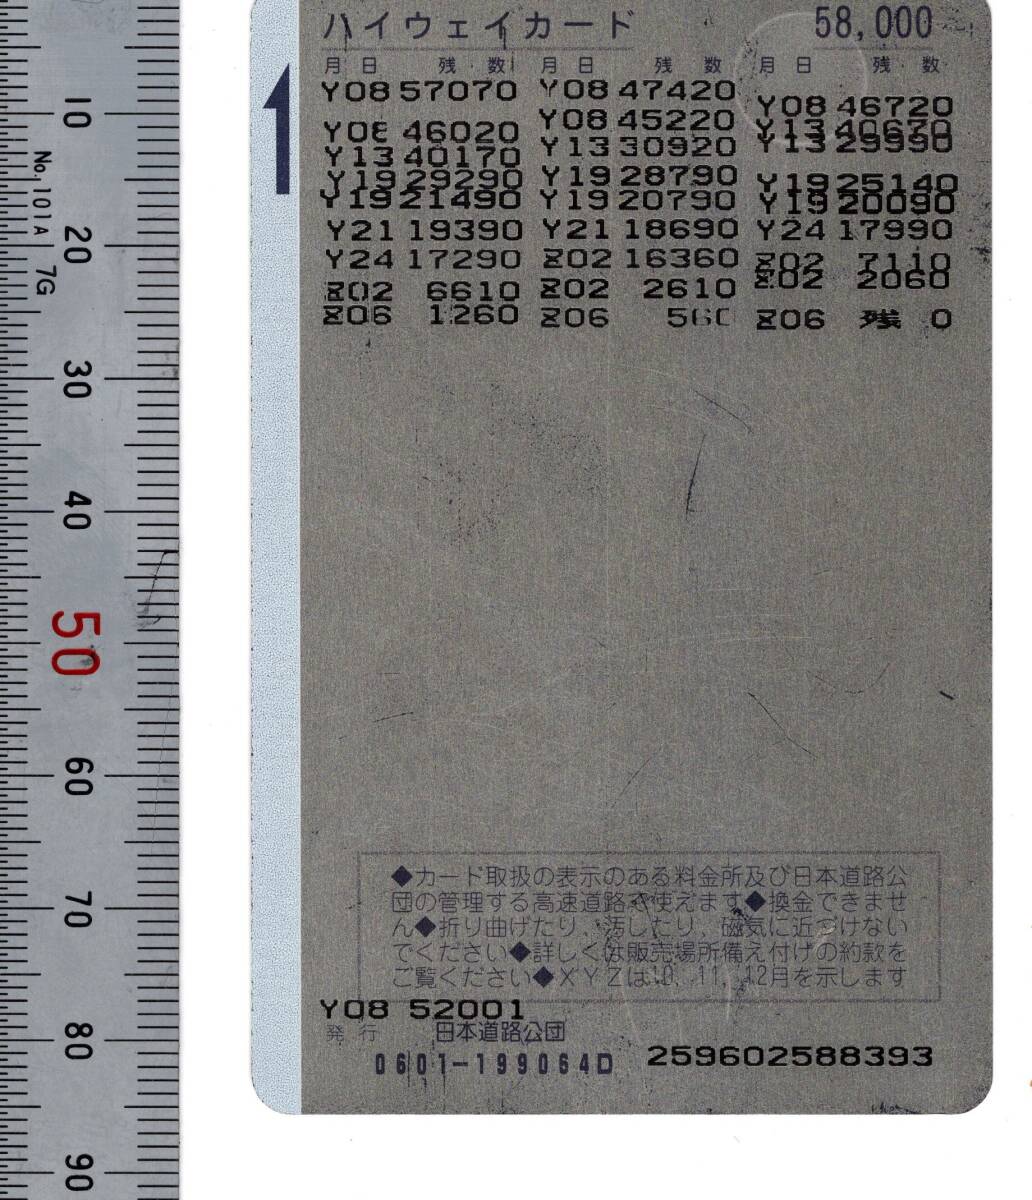 ハイウェイカード 58,000
月 日 残 数 月 日 残 数 月 日 残 数
Y08 57070 Y08 47420 Y08 46720
Y08 46020 Y08 45220 Y13 40670
Y13 40170 Y13 30920 Y13 29990
Y19 29290 Y19 28790 Y19 25140
Y19 21490 Y19 20790 Y19 20090
Y21 19390 Y21 18690 Y24 17990
Y24 17290 Z02 16360 Z02 7110
Z02 6610 Z02 2610 Z02 2060
Z06 1260 Z06 560 Z06 残 0
1
◆カード取扱の表示のある料金所及び日本道路公
団の管理する高速道路で使えます◆換金できませ
ん◆折り曲げたり、汚したり、磁気に近づけない
でください◆詳しくは販売場所備え付けの約款を
ご覧ください◆XYZは10、11、12月を示します
Y08 52001
発 行 日本道路公団
0601-199064D 259602588393
10
No.101A 7G
20
30
40
50
60
70
80
90